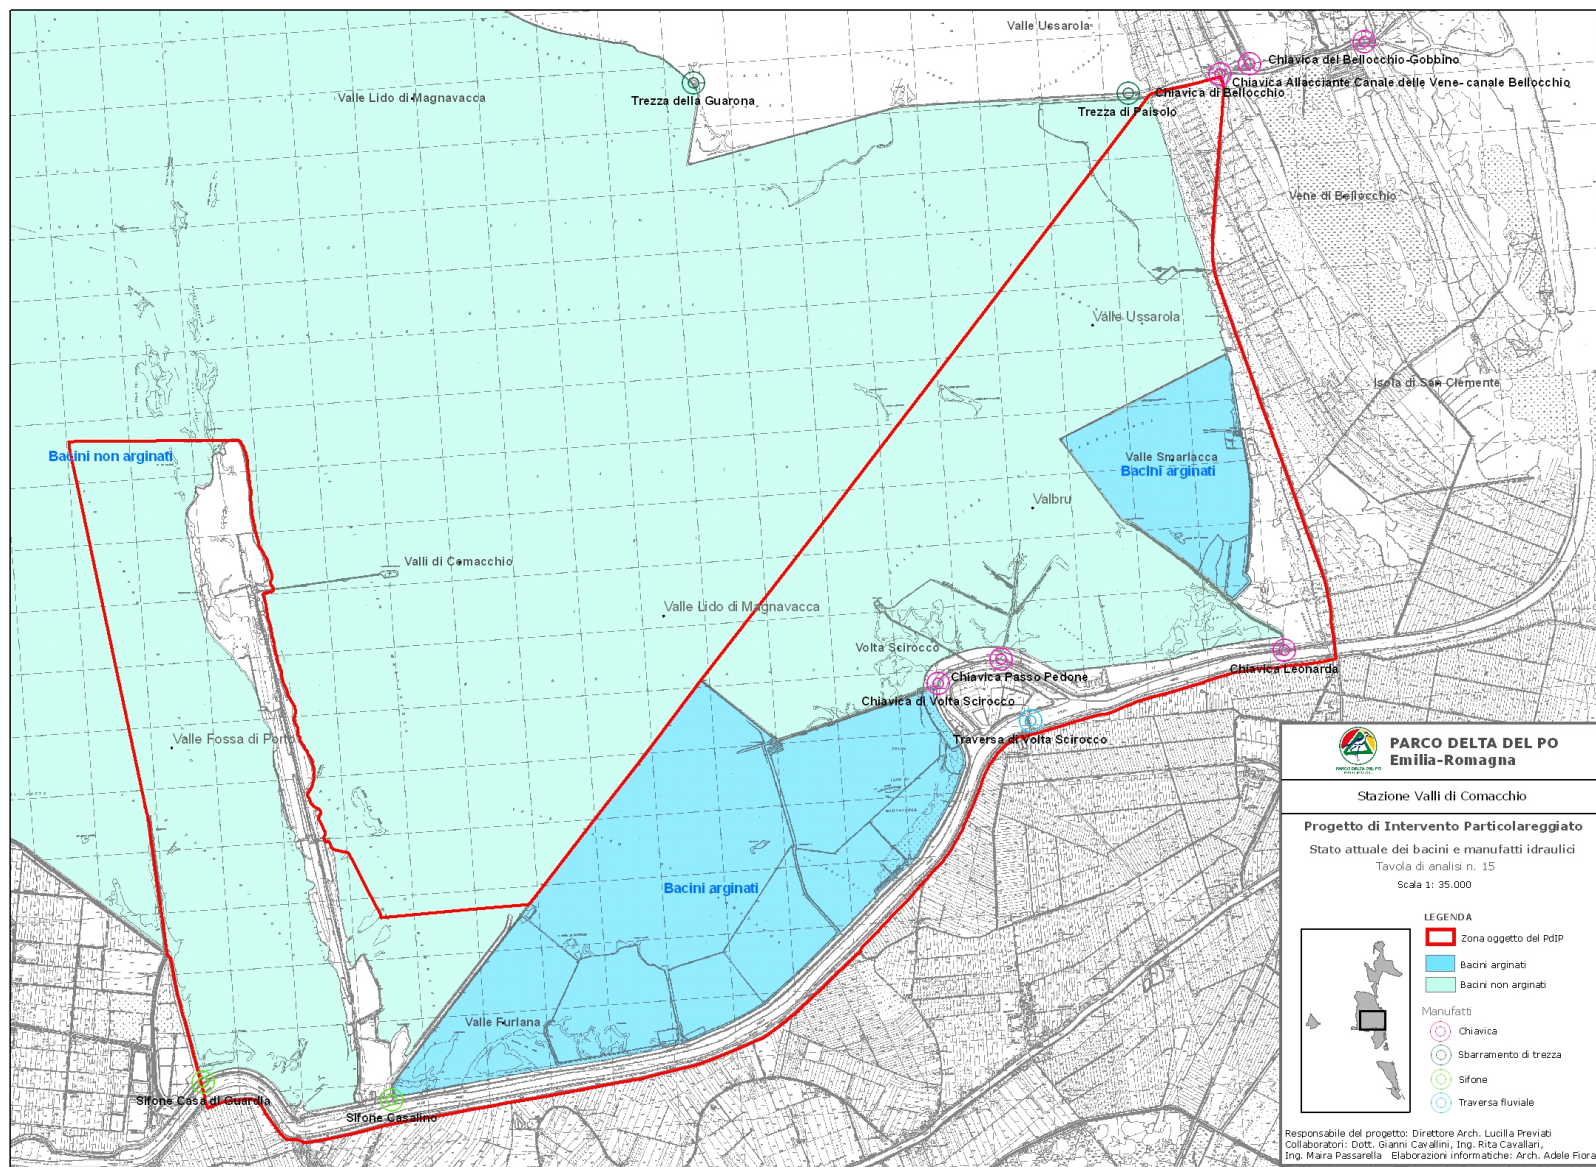 Valle Ussarola
Chiavica del Bellocchio-Gobbino
Chiavica Allacciante Canale delle Vene- canale Bellocchio
Chiavica di Bellocchio
Valle Lido di Magnavacca
Trezza della Guarona
Trezza di Paisolo
Vene di Bellocchio
Valle Ussarola
Isola di San Clemente
Bacini non arginati
Valle Smarlacca
Bacini arginati
Valbru
Valli di Comacchio
Valle Lido di Magnavacca
Volta Scirocco
Chiavica Leonarda
Chiavica Passo Pedone
Chiavica di Volta Scirocco
Traversa di Volta Scirocco
Valle Fossa di Porto
Bacini arginati
Valle Furlana
Sifone Casa di Guardia
Sifone Casalino
PARCO DELTA DEL PO
Emilia-Romagna
PARCO DELTA DEL PO
Stazione Valli di Comacchio
Progetto di Intervento Particolareggiato
Stato attuale dei bacini e manufatti idraulici
Tavola di analisi n. 15
Scala 1: 35.000
LEGENDA
Zona oggetto del PdIP
Bacini arginati
Bacini non arginati
Manufatti
Chiavica
Sbarramento di trezza
Sifone
Traversa fluviale
Responsabile del progetto: Direttore Arch. Lucilla Previati
Collaboratori: Dott. Gianni Cavallini, Ing. Rita Cavallari,
Ing. Maira Passarella Elaborazioni informatiche: Arch. Adele Fiora